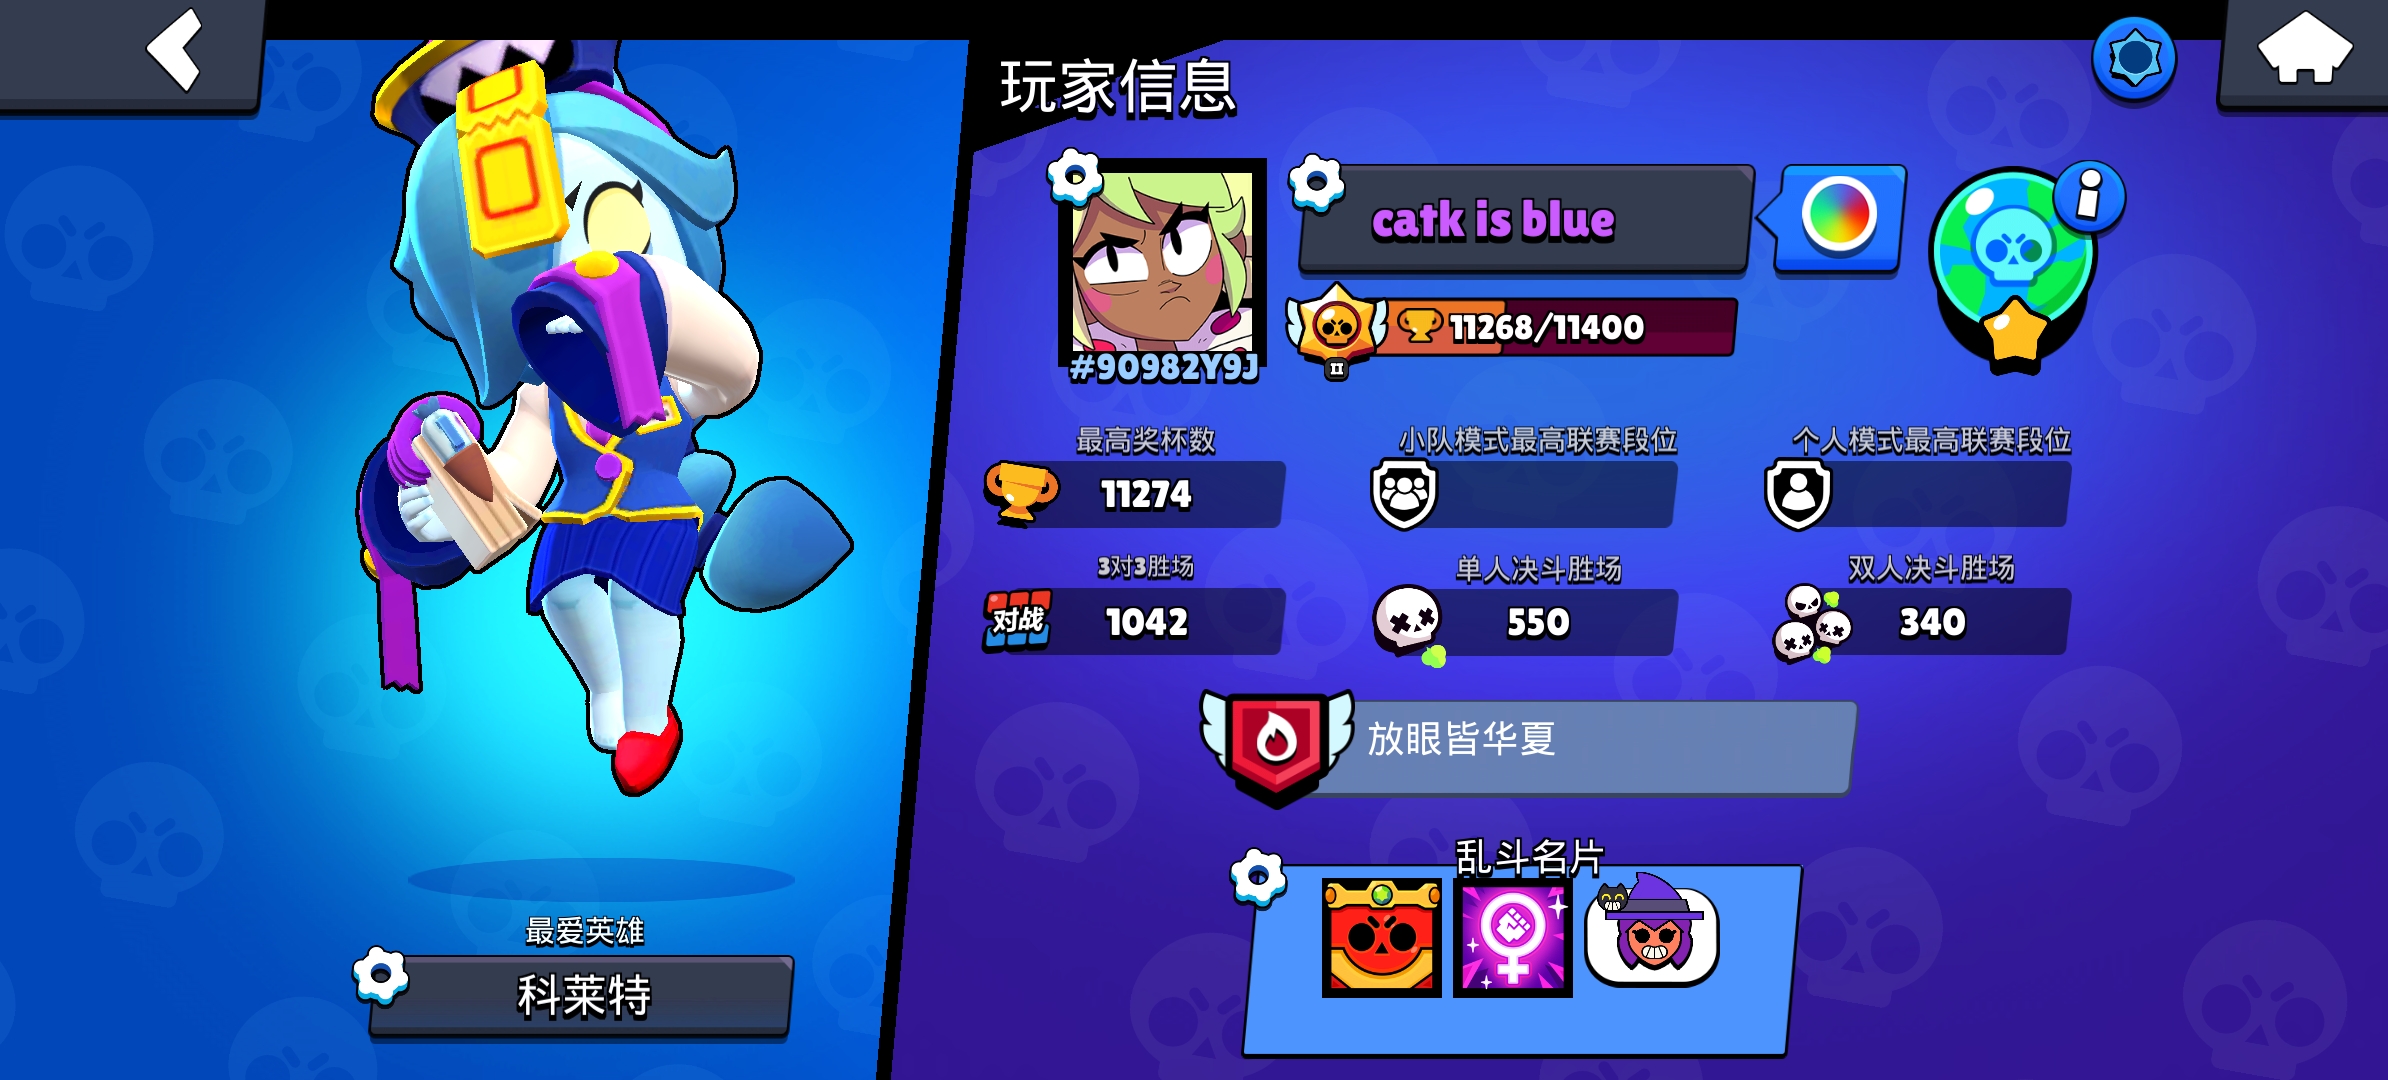 玩家信息
catk is blue
11268/11400
II
#90982Y9J
最高奖杯数
11274
小队模式最高联赛段位
个人模式最高联赛段位
3对3胜场
对战
1042
单人决斗胜场
550
双人决斗胜场
340
放眼皆华夏
乱斗名片
最爱英雄
科莱特